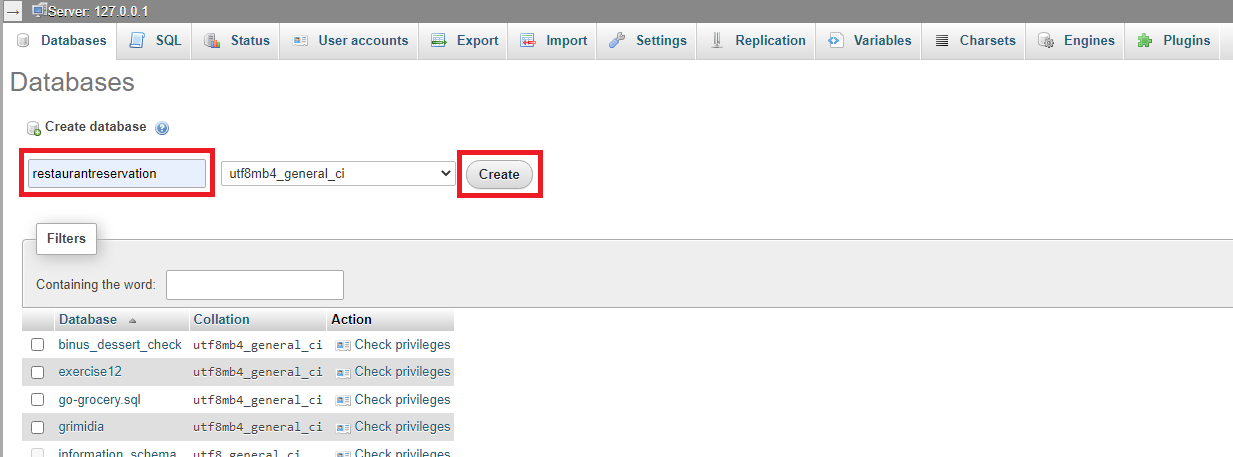 Server: 127.0.0.1
Databases SQL Status User accounts Export Import Settings Replication Variables Charsets Engines Plugins
Databases
Create database
restaurantreservation utf8mb4_general_ci Create
Filters
Containing the word:
Database Collation Action
binus_dessert_check utf8mb4_general_ci Check privileges
exercise12 utf8mb4_general_ci Check privileges
go-grocery.sql utf8mb4_general_ci Check privileges
grimidia utf8mb4_general_ci Check privileges
information_schema utf8_general_ci Check privileges